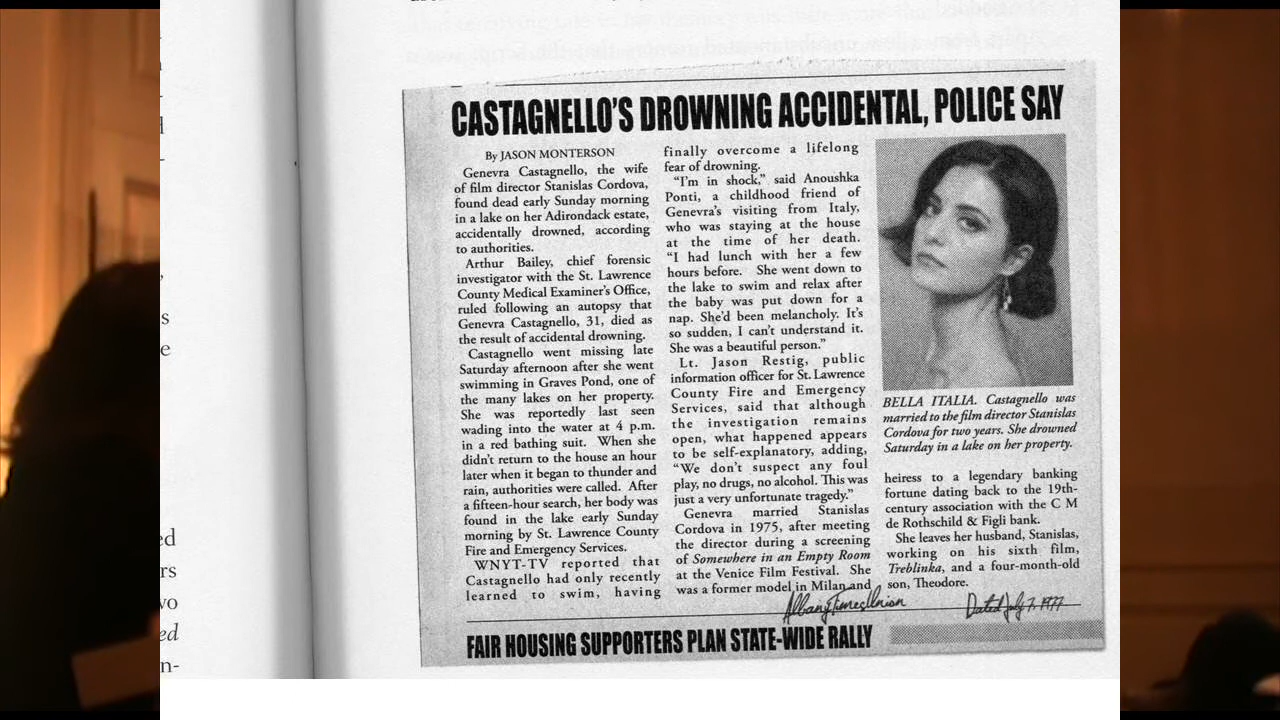 CASTAGNELLO'S DROWNING ACCIDENTAL, POLICE SAY
By JASON MONTERSON
Genevra Castagnello, the wife
of film director Stanislas Cordova,
found dead early Sunday morning
in a lake on her Adirondack estate,
accidentally drowned, according
to authorities.
Arthur Bailey, chief forensic
investigator with the St. Lawrence
County Medical Examiner's Office,
ruled following an autopsy that
Genevra Castagnello, 31, died as
the result of accidental drowning.
Castagnello went missing late
Saturday afternoon after she went
swimming in Graves Pond, one of
the many lakes on her property.
She was reportedly last seen
wading into the water at 4 p.m.
in a red bathing suit. When she
didn't return to the house an hour
later when it began to thunder and
rain, authorities were called. After
a fifteen-hour search, her body was
found in the lake early Sunday
morning by St. Lawrence County
Fire and Emergency Services.
WNYT-TV reported that
Castagnello had only recently
learned to swim, having
finally overcome a lifelong
fear of drowning.
"I'm in shock," said Anoushka
Ponti, a childhood friend of
Genevra's visiting from Italy,
who was staying at the house
at the time of her death.
"I had lunch with her a few
hours before. She went down to
the lake to swim and relax after
the baby was put down for a
nap. She'd been melancholy. It's
so sudden, I can't understand it.
She was a beautiful person."
Lt. Jason Restig, public
information officer for St. Lawrence
County Fire and Emergency
Services, said that although
the investigation remains
open, what happened appears
to be self-explanatory, adding,
"We don't suspect any foul
play, no drugs, no alcohol. This was
just a very unfortunate tragedy."
Genevra married Stanislas
Cordova in 1975, after meeting
the director during a screening
of Somewhere in an Empty Room
at the Venice Film Festival. She
was a former model in Milan and
BELLA ITALIA. Castagnello was
married to the film director Stanislas
Cordova for two years. She drowned
Saturday in a lake on her property.
heiress to a legendary banking
fortune dating back to the 19th-
century association with the C M
de Rothschild & Figli bank.
She leaves her husband, Stanislas,
working on his sixth film,
Treblinka, and a four-month-old
son, Theodore.
Albany Times Union
Dated July 7, 1977
FAIR HOUSING SUPPORTERS PLAN STATE-WIDE RALLY